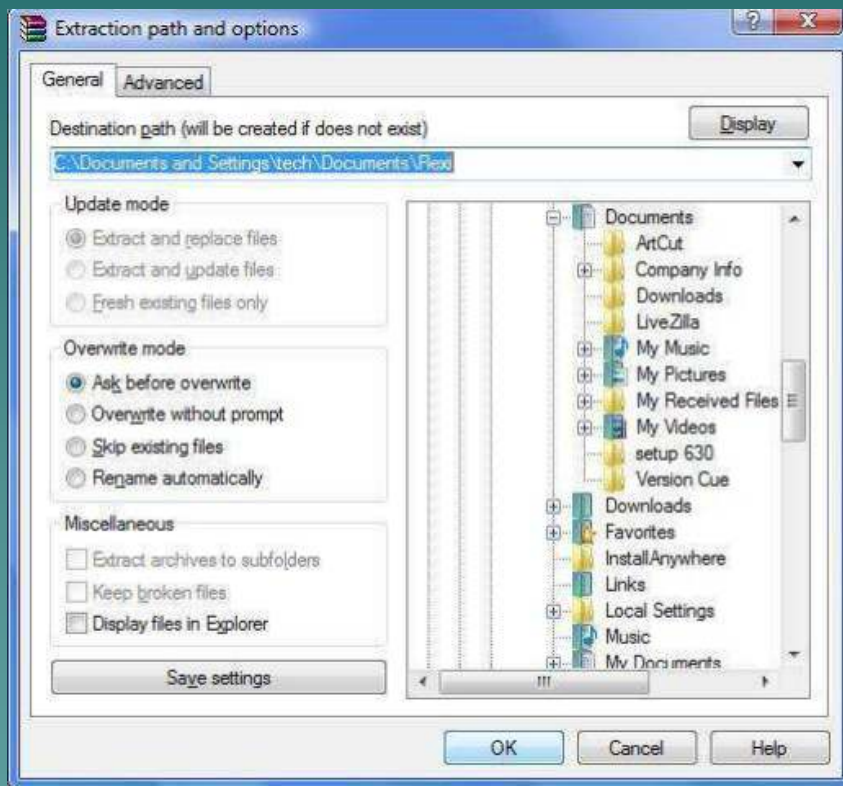 Extraction path and options
General
Advanced
Destination path (will be created if does not exist)
Display
C:\Documents and Settings\tech\Documents\Flexi
Update mode
Extract and replace files
Extract and update files
Fresh existing files only
Overwrite mode
Ask before overwrite
Overwrite without prompt
Skip existing files
Rename automatically
Miscellaneous
Extract archives to subfolders
Keep broken files
Display files in Explorer
Save settings
Documents
ArtCut
Company Info
Downloads
LiveZilla
My Music
My Pictures
My Received Files
My Videos
setup 630
Version Cue
Downloads
Favorites
InstallAnywhere
Links
Local Settings
Music
My Documents
OK
Cancel
Help